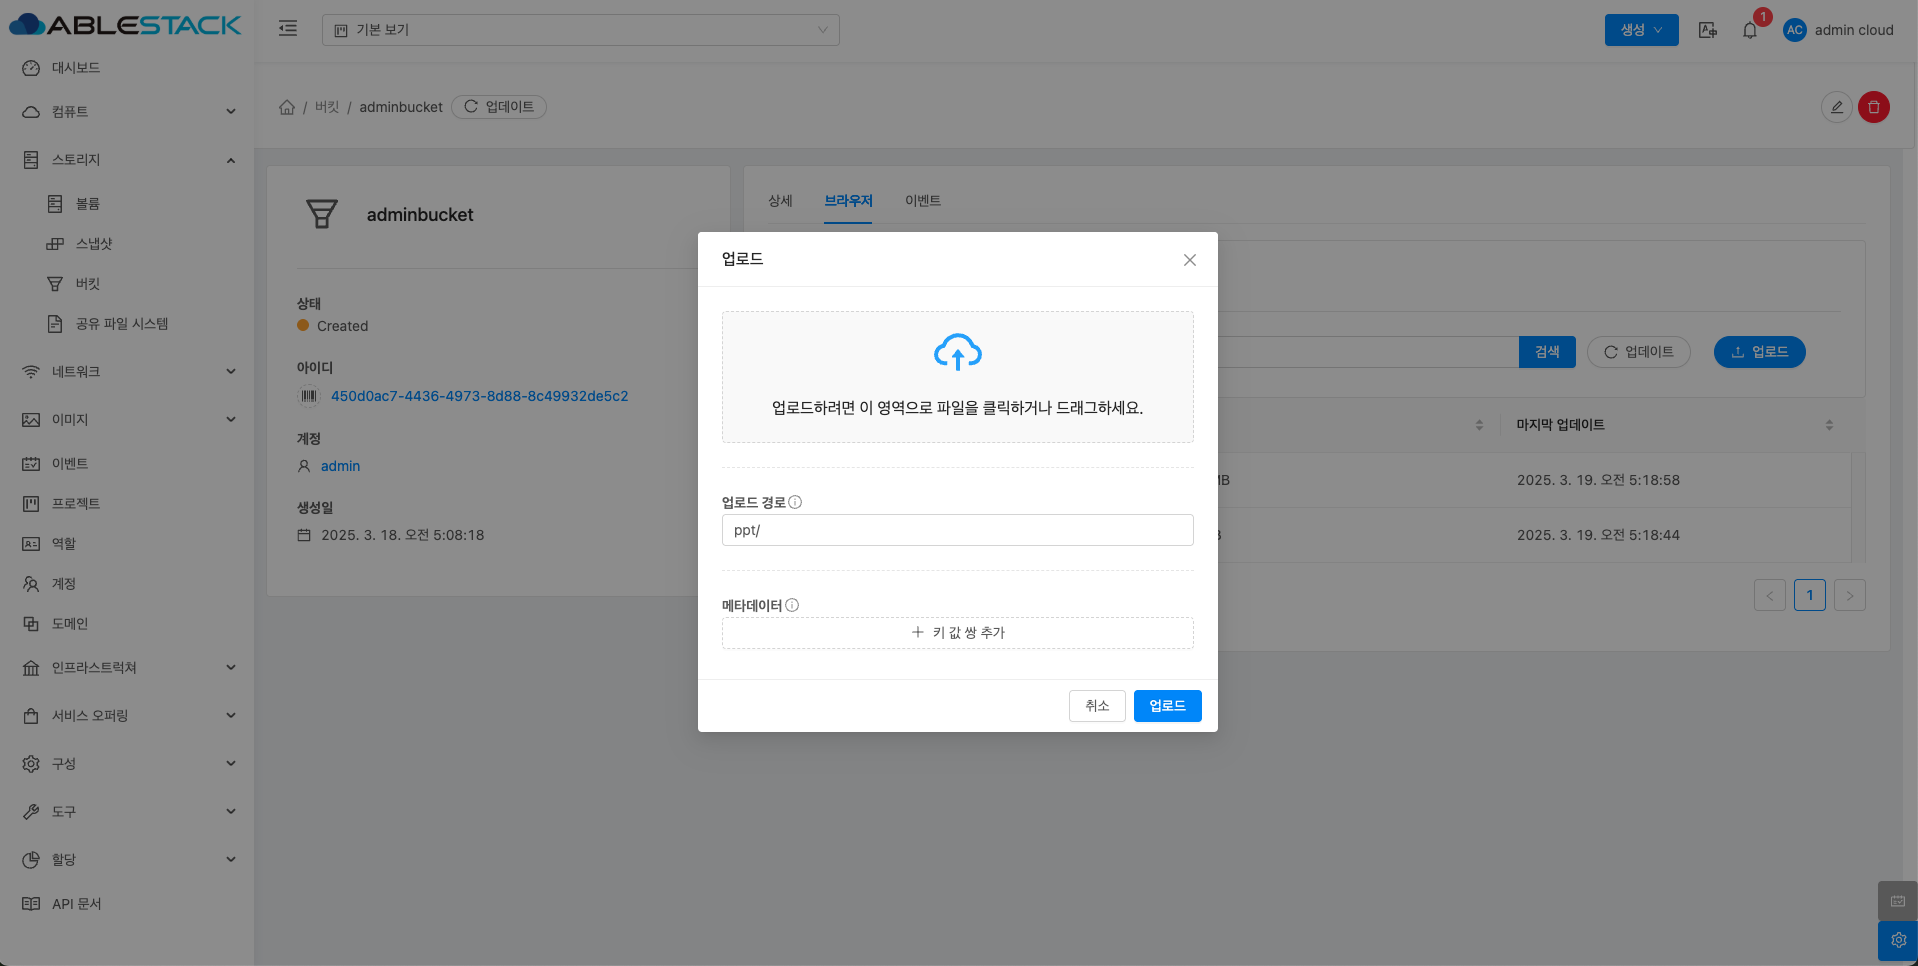 ABLESTACK
기본 보기
생성
1
AC
admin cloud
대시보드
컴퓨트
스토리지
볼륨
스냅샷
버킷
공유 파일 시스템
네트워크
이미지
이벤트
프로젝트
역할
계정
도메인
인프라스트럭쳐
서비스 오퍼링
구성
도구
할당
API 문서
/ 버킷 / adminbucket
업데이트
adminbucket
상태
Created
아이디
450d0ac7-4436-4973-8d88-8c49932de5c2
계정
admin
생성일
2025. 3. 18. 오전 5:08:18
상세
브라우저
이벤트
검색
업데이트
업로드
마지막 업데이트
MB
2025. 3. 19. 오전 5:18:58
2025. 3. 19. 오전 5:18:44
1
업로드
업로드하려면 이 영역으로 파일을 클릭하거나 드래그하세요.
업로드 경로
ppt/
메타데이터
키 값 쌍 추가
취소
업로드